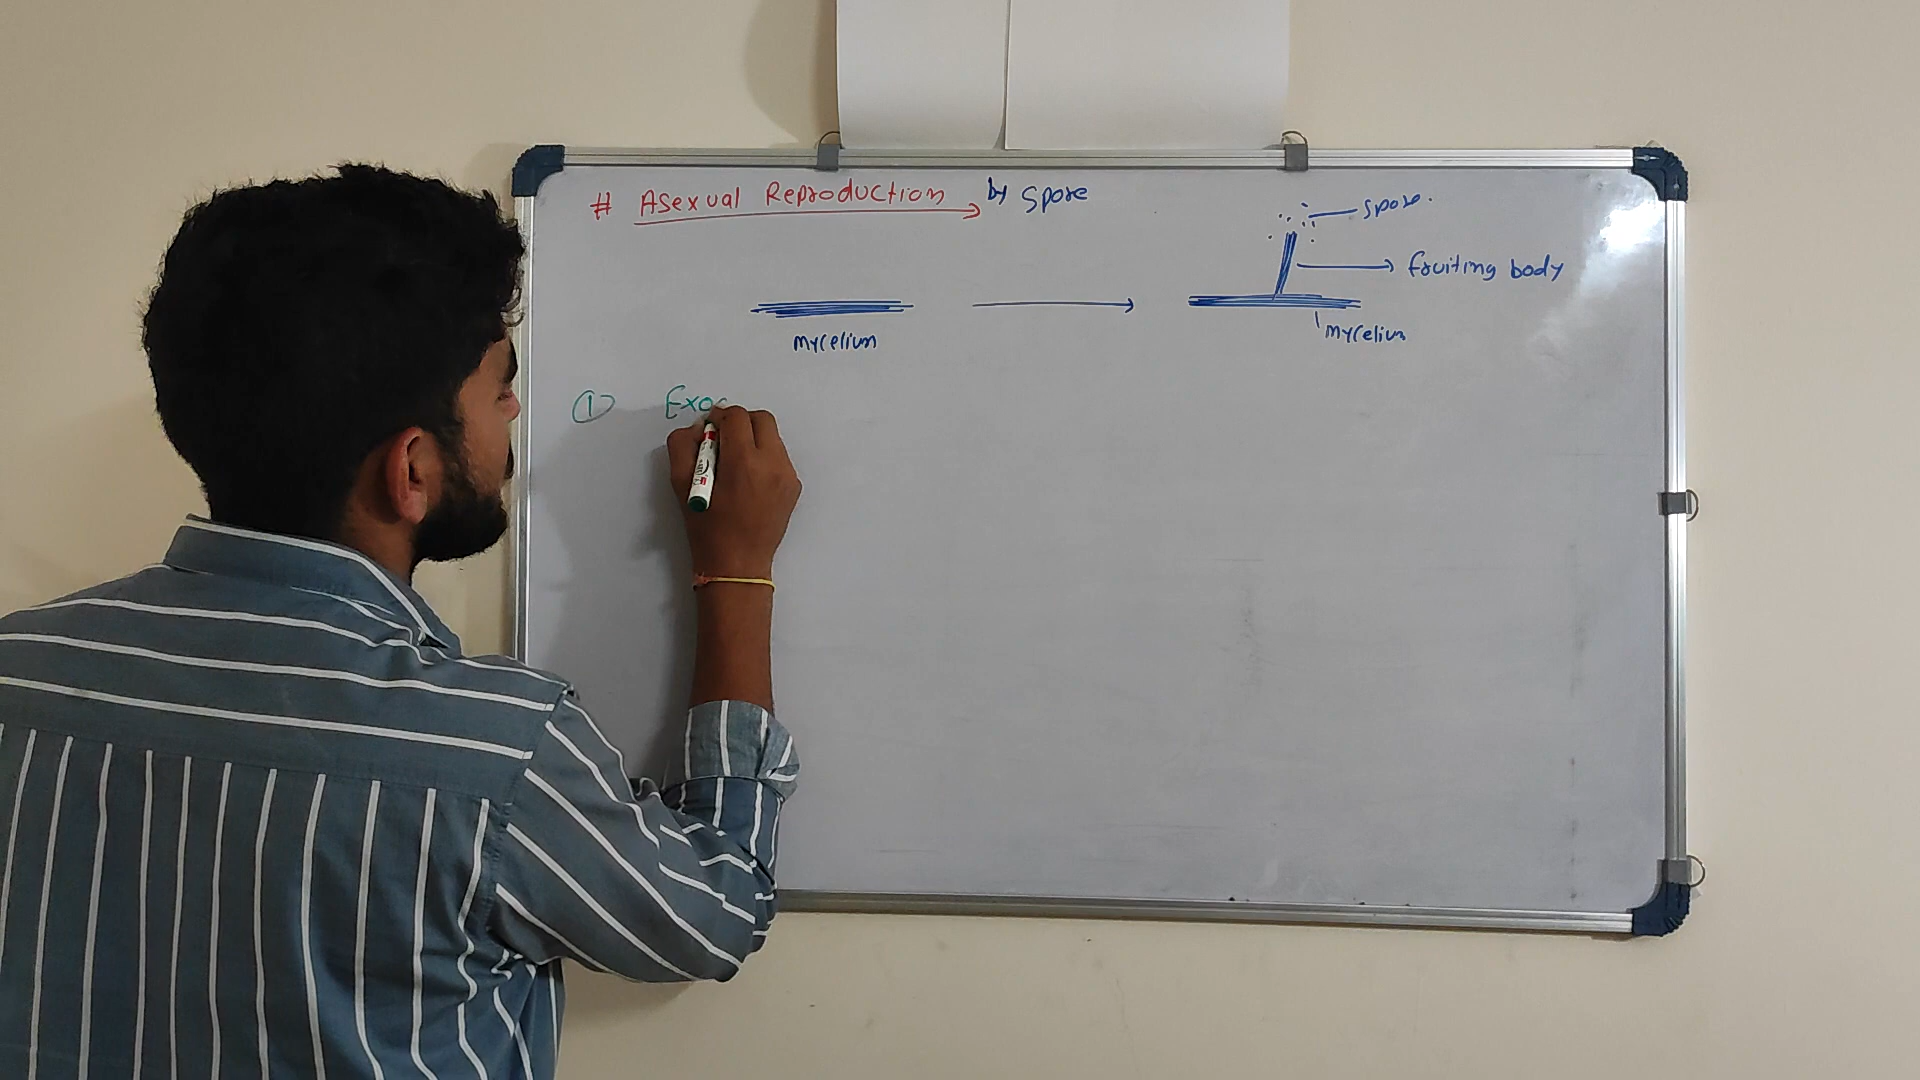 # Asexual Reproduction by Spore
spore.
fruiting body
mycelium
mycelium
① Exo